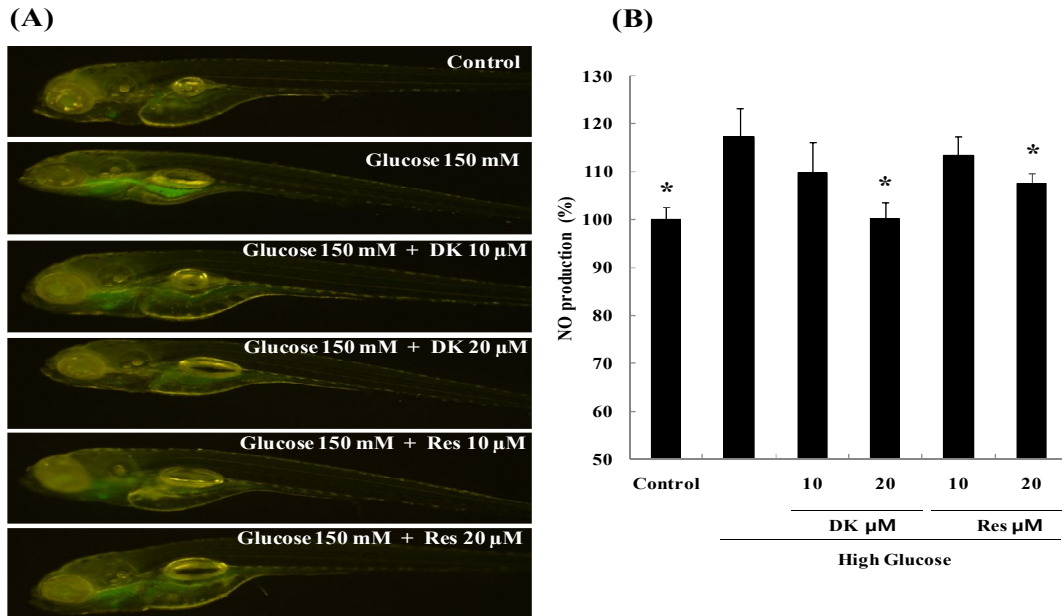 (A)
Control
Glucose 150 mM
Glucose 150 mM + DK 10 µM
Glucose 150 mM + DK 20 µM
Glucose 150 mM + Res 10 µM
Glucose 150 mM + Res 20 µM
(B)
NO production (%)
130
120
110
100
90
80
70
60
50
* * *
Control 10 20 10 20
DK µM Res µM
High Glucose